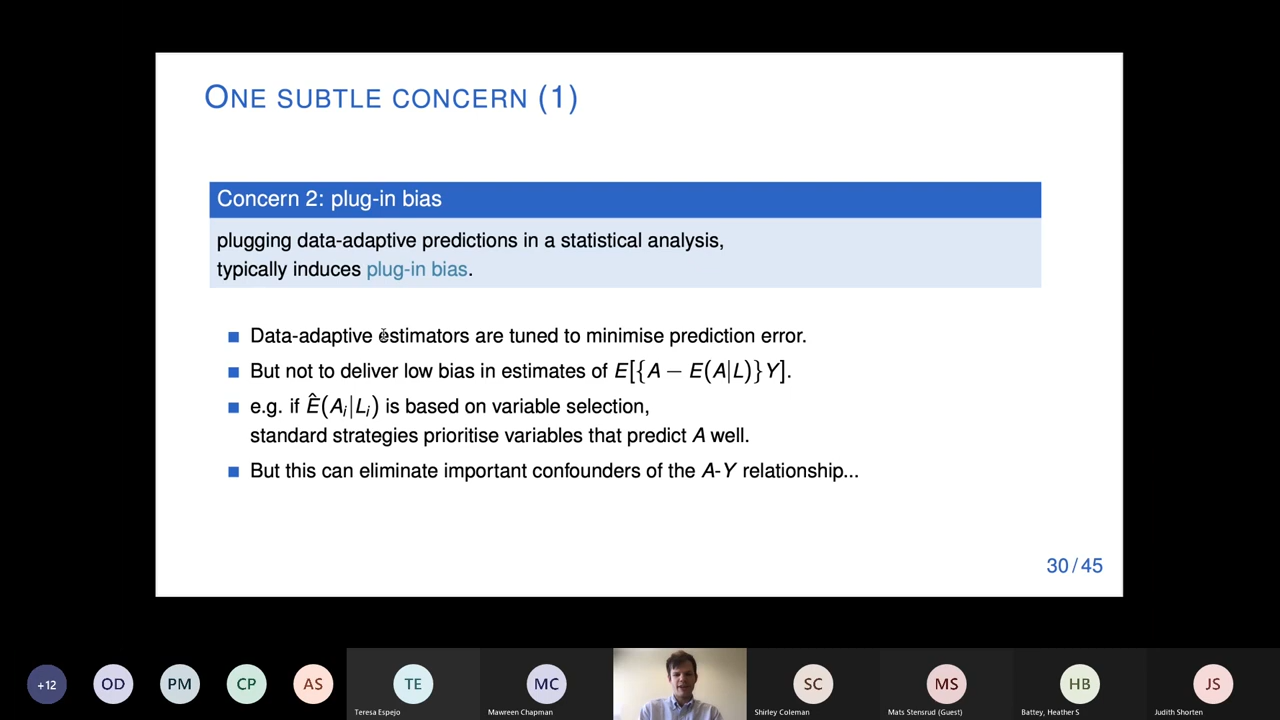 ONE SUBTLE CONCERN (1)
Concern 2: plug-in bias
plugging data-adaptive predictions in a statistical analysis,
typically induces plug-in bias.
Data-adaptive estimators are tuned to minimise prediction error.
But not to deliver low bias in estimates of E[{A − E(A|L)}Y].
e.g. if Ê(Aᵢ|Lᵢ) is based on variable selection,
standard strategies prioritise variables that predict A well.
But this can eliminate important confounders of the A-Y relationship...
30/45
+12
OD
PM
CP
AS
TE
MC
SC
MS
HB
JS
Teresa Espejo
Mawreen Chapman
Shirley Coleman
Mats Stensrud (Guest)
Battey, Heather S
Judith Shorten